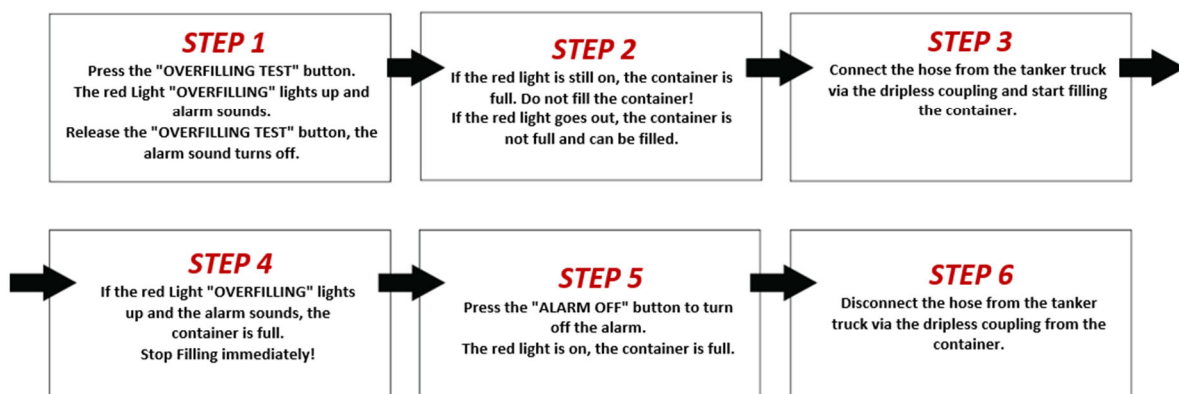 STEP 1
Press the "OVERFILLING TEST" button.
The red Light "OVERFILLING" lights up and
alarm sounds.
Release the "OVERFILLING TEST" button, the
alarm sound turns off.
STEP 2
If the red light is still on, the container is
full. Do not fill the container!
If the red light goes out, the container is
not full and can be filled.
STEP 3
Connect the hose from the tanker truck
via the dripless coupling and start filling
the container.
STEP 4
If the red Light "OVERFILLING" lights
up and the alarm sounds, the
container is full.
Stop Filling immediately!
STEP 5
Press the "ALARM OFF" button to turn
off the alarm.
The red light is on, the container is full.
STEP 6
Disconnect the hose from the tanker
truck via the dripless coupling from the
container.